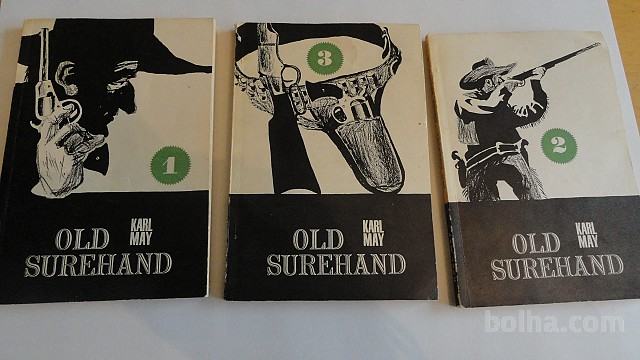 1
KARL
MAY
OLD
SUREHAND
3
KARL
MAY
OLD
SUREHAND
2
KARL
MAY
OLD
SUREHAND
bolha.com